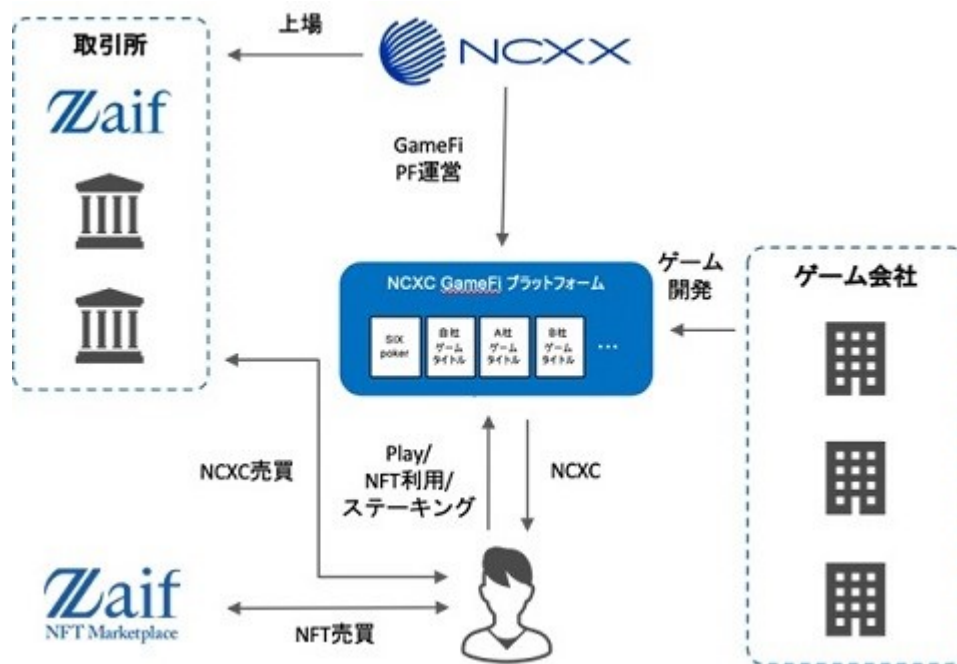 取引所
Zaif
上場
NCXX
GameFi
PF運営
NCXC GameFi プラットフォーム
SIX
poker
自社
ゲーム
タイトル
A社
ゲーム
タイトル
B社
ゲーム
タイトル
…
ゲーム
開発
ゲーム会社
NCXC売買
Play/
NFT利用/
ステーキング
NCXC
Zaif
NFT Marketplace
NFT売買